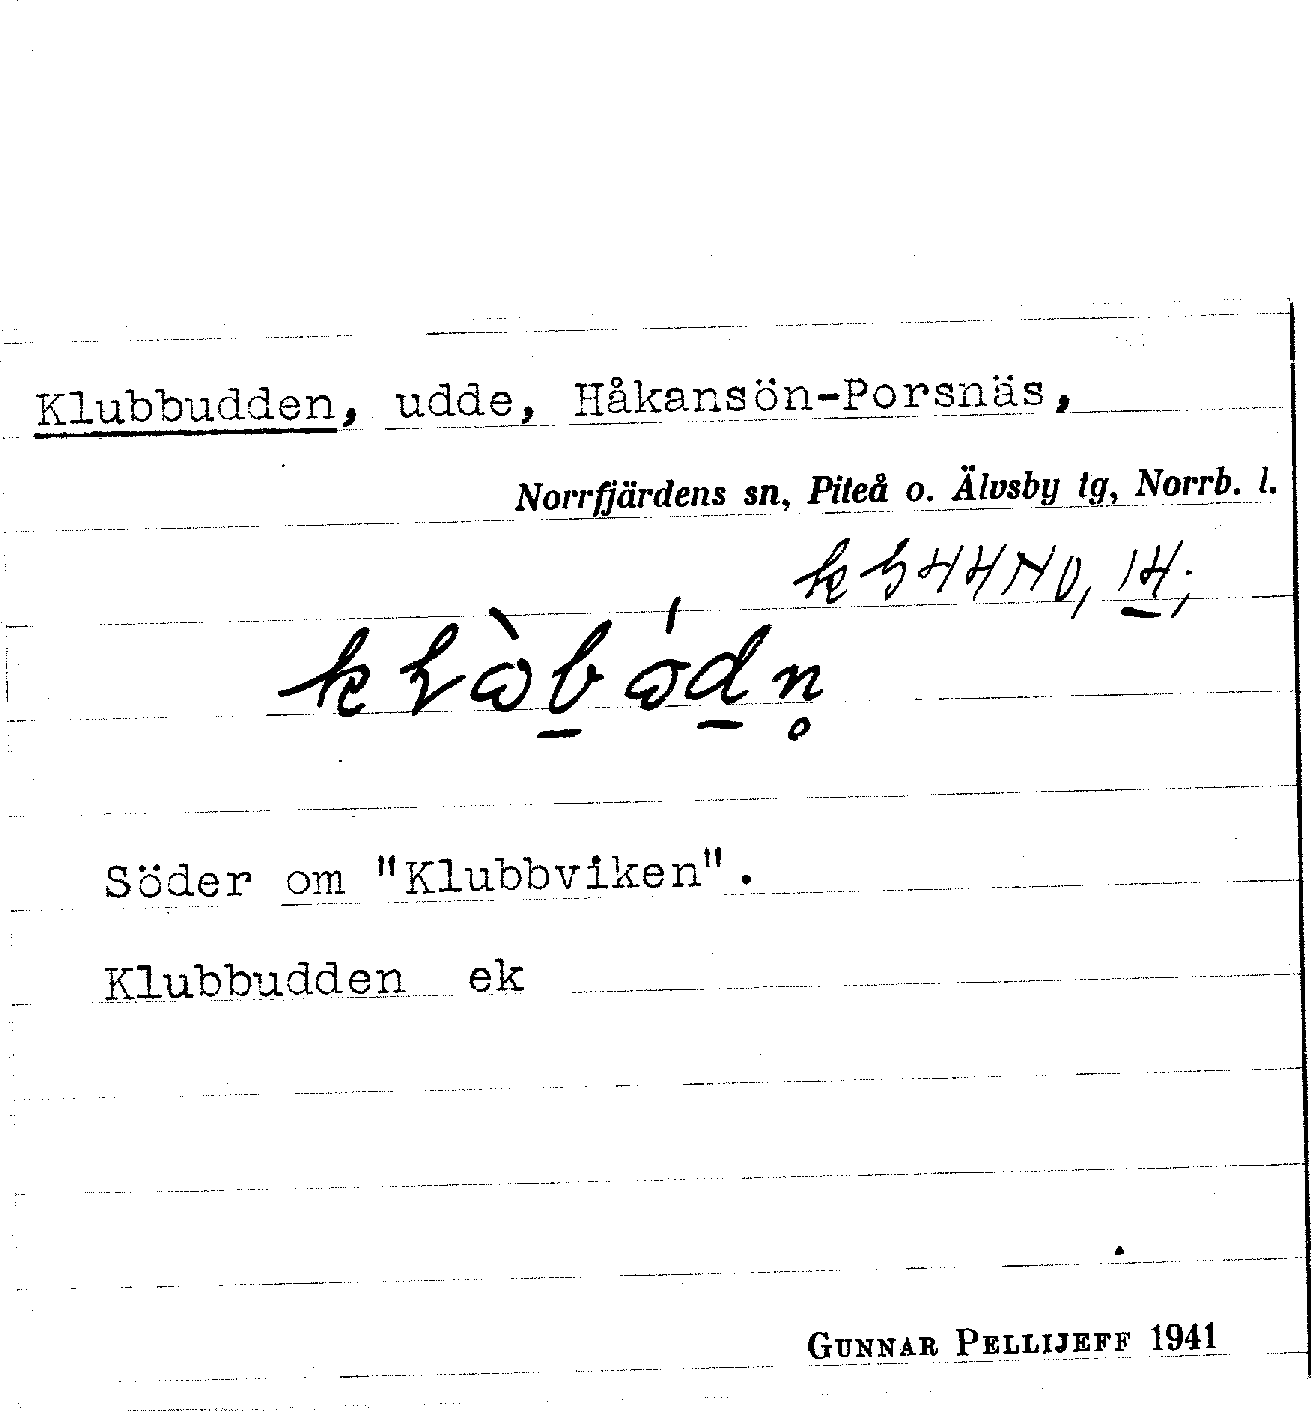 Klubbudden, udde, Håkansön-Porsnäs,
Norrfjärdens sn, Piteå o. Älvsby tg, Norrb. l.
Söder om "Klubbviken".
Klubbudden ek
GUNNAR PELLIJEFF 1941